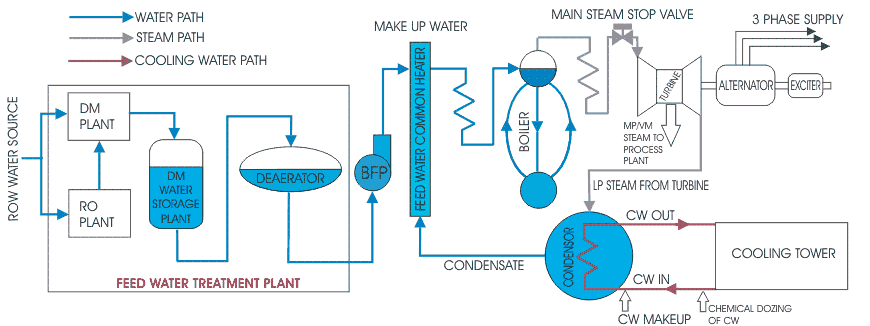 WATER PATH
STEAM PATH
COOLING WATER PATH
MAKE UP WATER
MAIN STEAM STOP VALVE
3 PHASE SUPPLY
ROW WATER SOURCE
DM
PLANT
RO
PLANT
DM
WATER
STORAGE
PLANT
DEAERATOR
FEED WATER TREATMENT PLANT
BFP
FEED WATER COMMON HEATER
BOILER
TURBINE
ALTERNATOR
EXCITER
MP/VM
STEAM TO
PROCESS
PLANT
LP STEAM FROM TURBINE
CONDENSATE
CONDENSOR
CW OUT
CW IN
COOLING TOWER
CW MAKEUP
CHEMICAL DOZING
OF CW